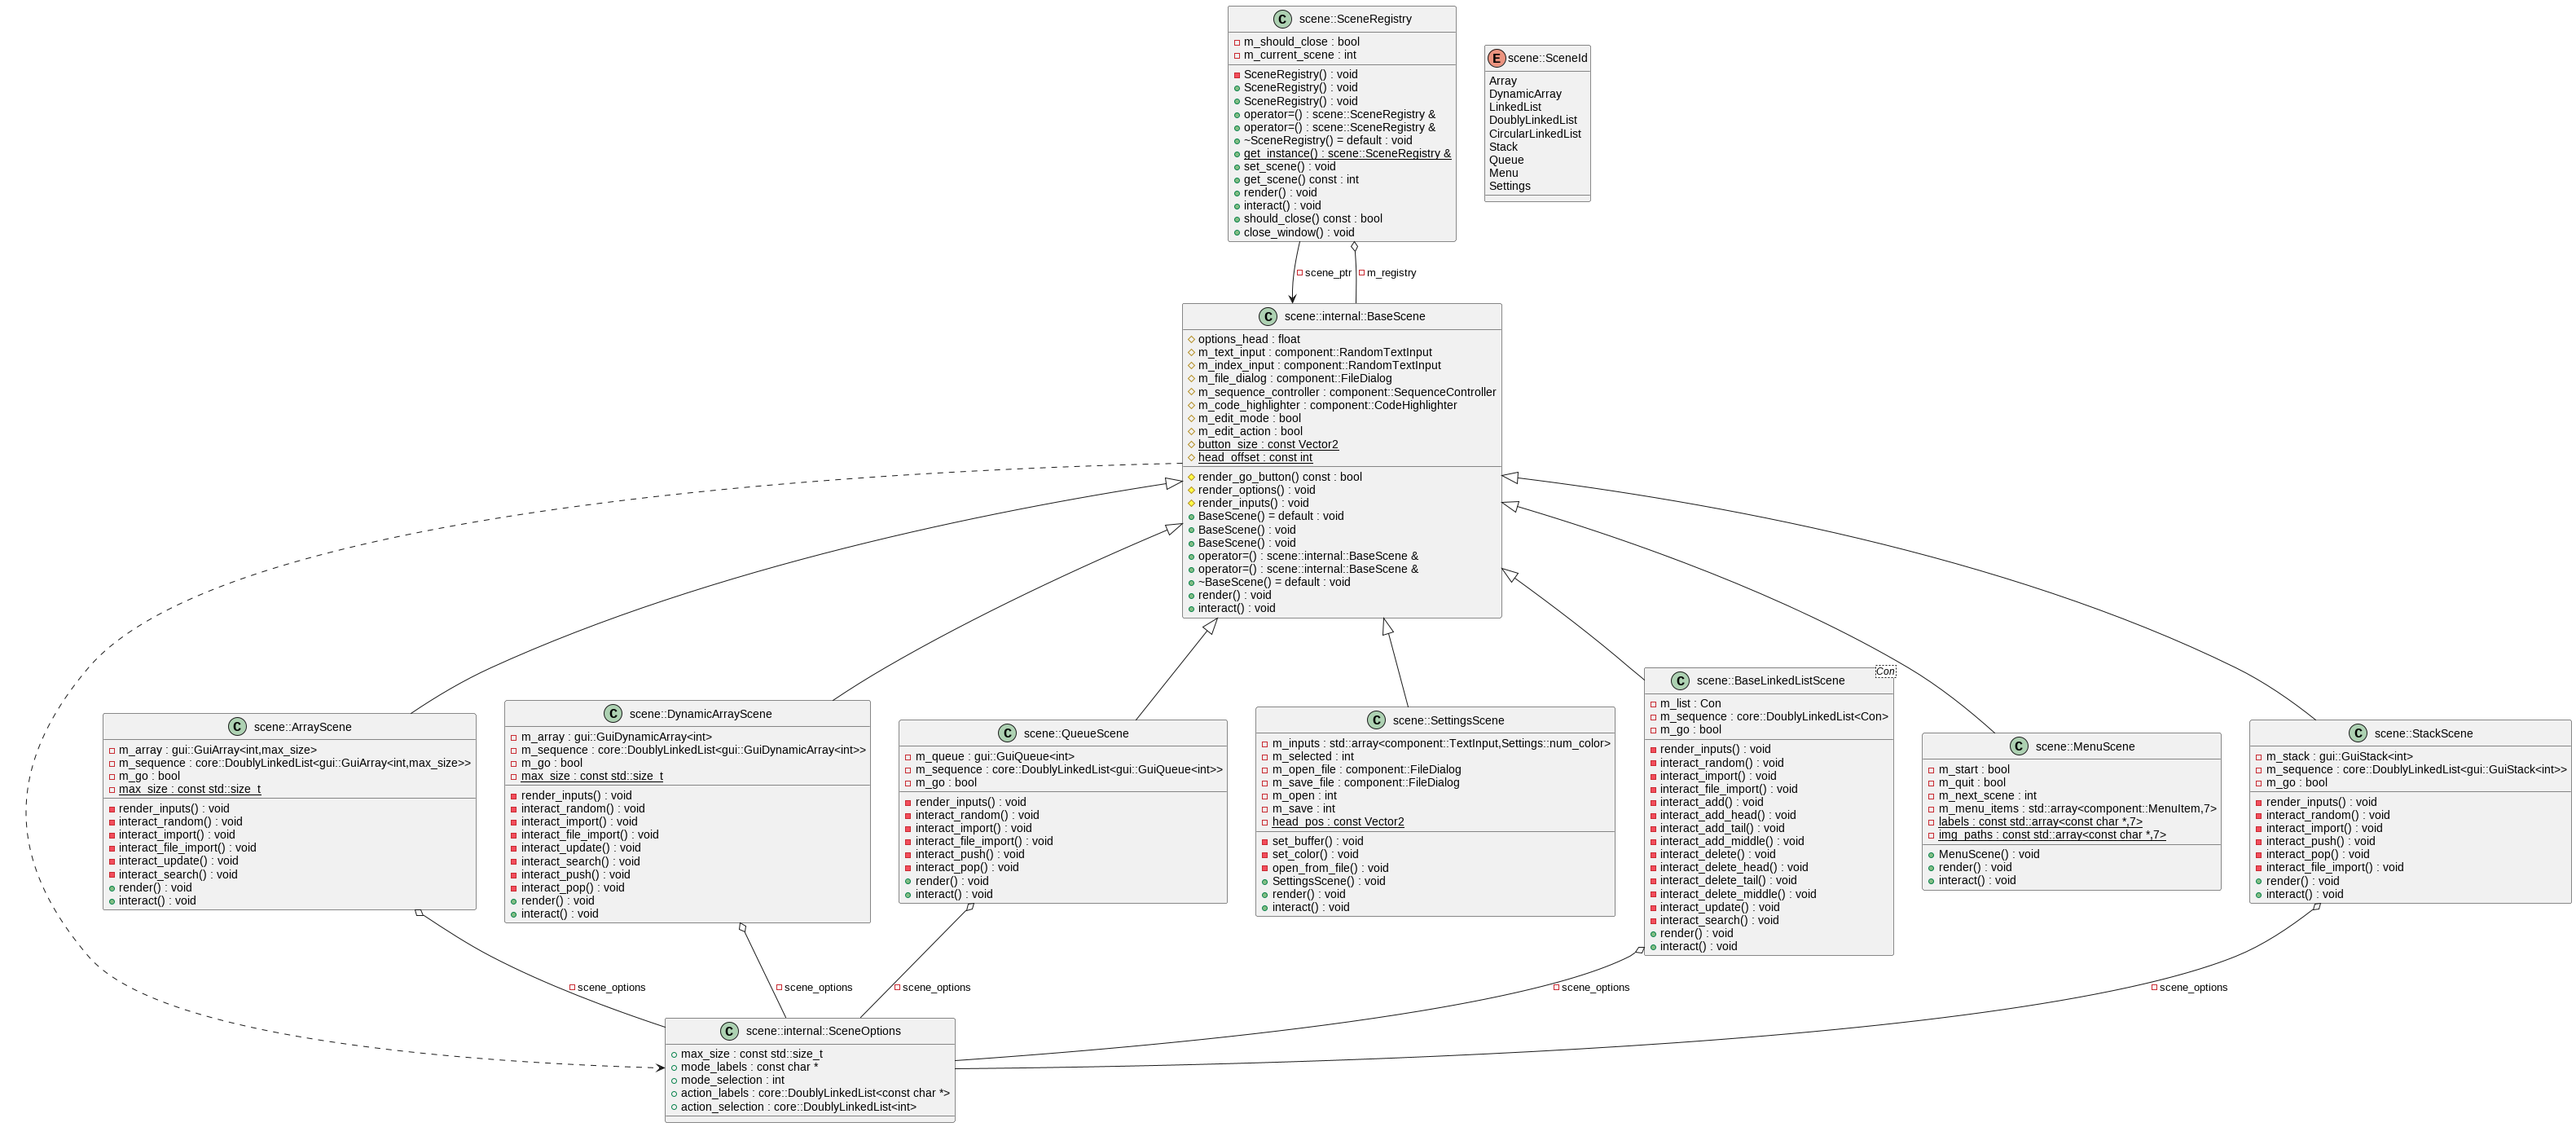 C scene::SceneRegistry
m_should_close : bool
m_current_scene : int
SceneRegistry() : void
SceneRegistry() : void
SceneRegistry() : void
operator=() : scene::SceneRegistry &
operator=() : scene::SceneRegistry &
~SceneRegistry() = default : void
get_instance() : scene::SceneRegistry &
set_scene() : void
get_scene() const : int
render() : void
interact() : void
should_close() const : bool
close_window() : void
E scene::SceneId
Array
DynamicArray
LinkedList
DoublyLinkedList
CircularLinkedList
Stack
Queue
Menu
Settings
scene_ptr
m_registry
C scene::internal::BaseScene
options_head : float
m_text_input : component::RandomTextInput
m_index_input : component::RandomTextInput
m_file_dialog : component::FileDialog
m_sequence_controller : component::SequenceController
m_code_highlighter : component::CodeHighlighter
m_edit_mode : bool
m_edit_action : bool
button_size : const Vector2
head_offset : const int
render_go_button() const : bool
render_options() : void
render_inputs() : void
BaseScene() = default : void
BaseScene() : void
BaseScene() : void
operator=() : scene::internal::BaseScene &
operator=() : scene::internal::BaseScene &
~BaseScene() = default : void
render() : void
interact() : void
C scene::ArrayScene
m_array : gui::GuiArray<int,max_size>
m_sequence : core::DoublyLinkedList<gui::GuiArray<int,max_size>>
m_go : bool
max_size : const std::size_t
render_inputs() : void
interact_random() : void
interact_import() : void
interact_file_import() : void
interact_update() : void
interact_search() : void
render() : void
interact() : void
C scene::DynamicArrayScene
m_array : gui::GuiDynamicArray<int>
m_sequence : core::DoublyLinkedList<gui::GuiDynamicArray<int>>
m_go : bool
max_size : const std::size_t
render_inputs() : void
interact_random() : void
interact_import() : void
interact_file_import() : void
interact_update() : void
interact_search() : void
interact_push() : void
interact_pop() : void
render() : void
interact() : void
C scene::QueueScene
m_queue : gui::GuiQueue<int>
m_sequence : core::DoublyLinkedList<gui::GuiQueue<int>>
m_go : bool
render_inputs() : void
interact_random() : void
interact_import() : void
interact_file_import() : void
interact_push() : void
interact_pop() : void
render() : void
interact() : void
C scene::SettingsScene
m_inputs : std::array<component::TextInput,Settings::num_color>
m_selected : int
m_open_file : component::FileDialog
m_save_file : component::FileDialog
m_open : int
m_save : int
head_pos : const Vector2
set_buffer() : void
set_color() : void
open_from_file() : void
SettingsScene() : void
render() : void
interact() : void
C scene::BaseLinkedListScene
Con
m_list : Con
m_sequence : core::DoublyLinkedList<Con>
m_go : bool
render_inputs() : void
interact_random() : void
interact_import() : void
interact_file_import() : void
interact_add() : void
interact_add_head() : void
interact_add_tail() : void
interact_add_middle() : void
interact_delete() : void
interact_delete_head() : void
interact_delete_tail() : void
interact_delete_middle() : void
interact_update() : void
interact_search() : void
render() : void
interact() : void
C scene::MenuScene
m_start : bool
m_quit : bool
m_next_scene : int
m_menu_items : std::array<component::MenuItem,7>
labels : const std::array<const char *,7>
img_paths : const std::array<const char *,7>
MenuScene() : void
render() : void
interact() : void
C scene::StackScene
m_stack : gui::GuiStack<int>
m_sequence : core::DoublyLinkedList<gui::GuiStack<int>>
m_go : bool
render_inputs() : void
interact_random() : void
interact_import() : void
interact_push() : void
interact_pop() : void
interact_file_import() : void
render() : void
interact() : void
scene_options
scene_options
scene_options
scene_options
scene_options
C scene::internal::SceneOptions
max_size : const std::size_t
mode_labels : const char *
mode_selection : int
action_labels : core::DoublyLinkedList<const char *>
action_selection : core::DoublyLinkedList<int>